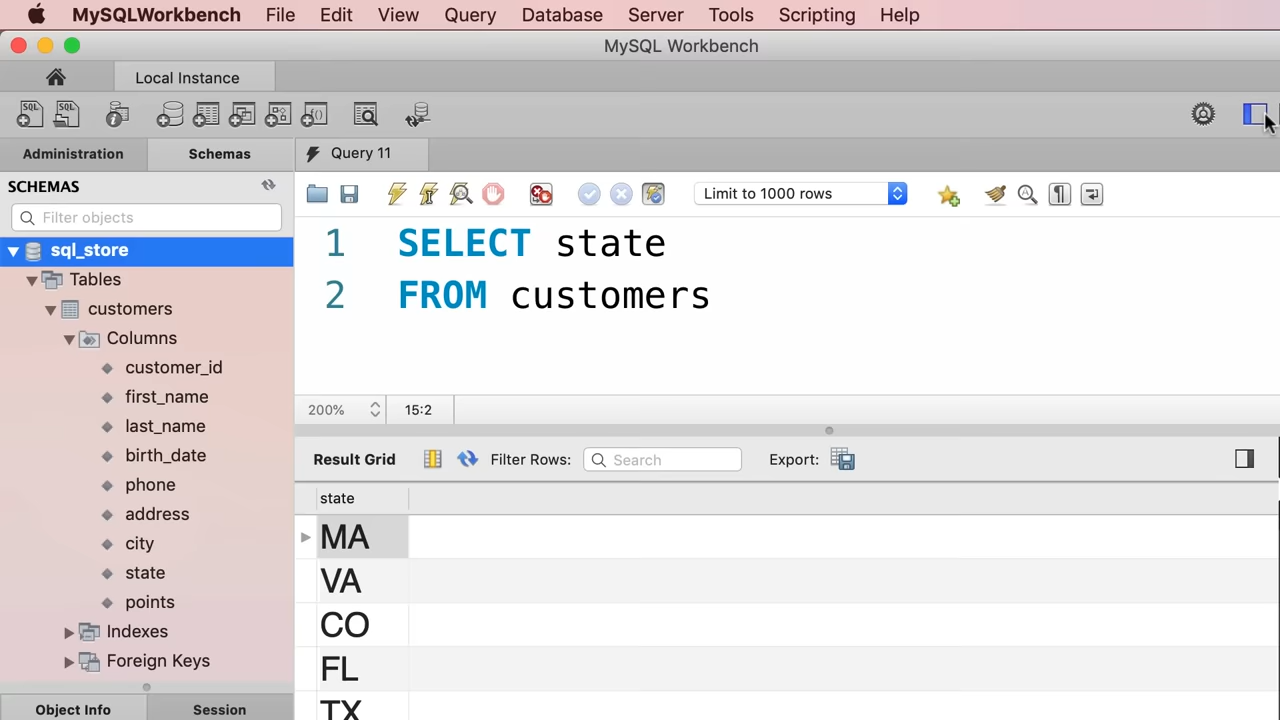 MySQLWorkbench File Edit View Query Database Server Tools Scripting Help
MySQL Workbench
Local Instance
SQL SQL
Administration Schemas Query 11
SCHEMAS
Limit to 1000 rows
Filter objects
sql_store
Tables
customers
Columns
customer_id
first_name
last_name
birth_date
phone
address
city
state
points
Indexes
Foreign Keys
Object Info Session
1 SELECT state
2 FROM customers
200% 15:2
Result Grid Filter Rows: Search Export:
state
MA
VA
CO
FL
TX